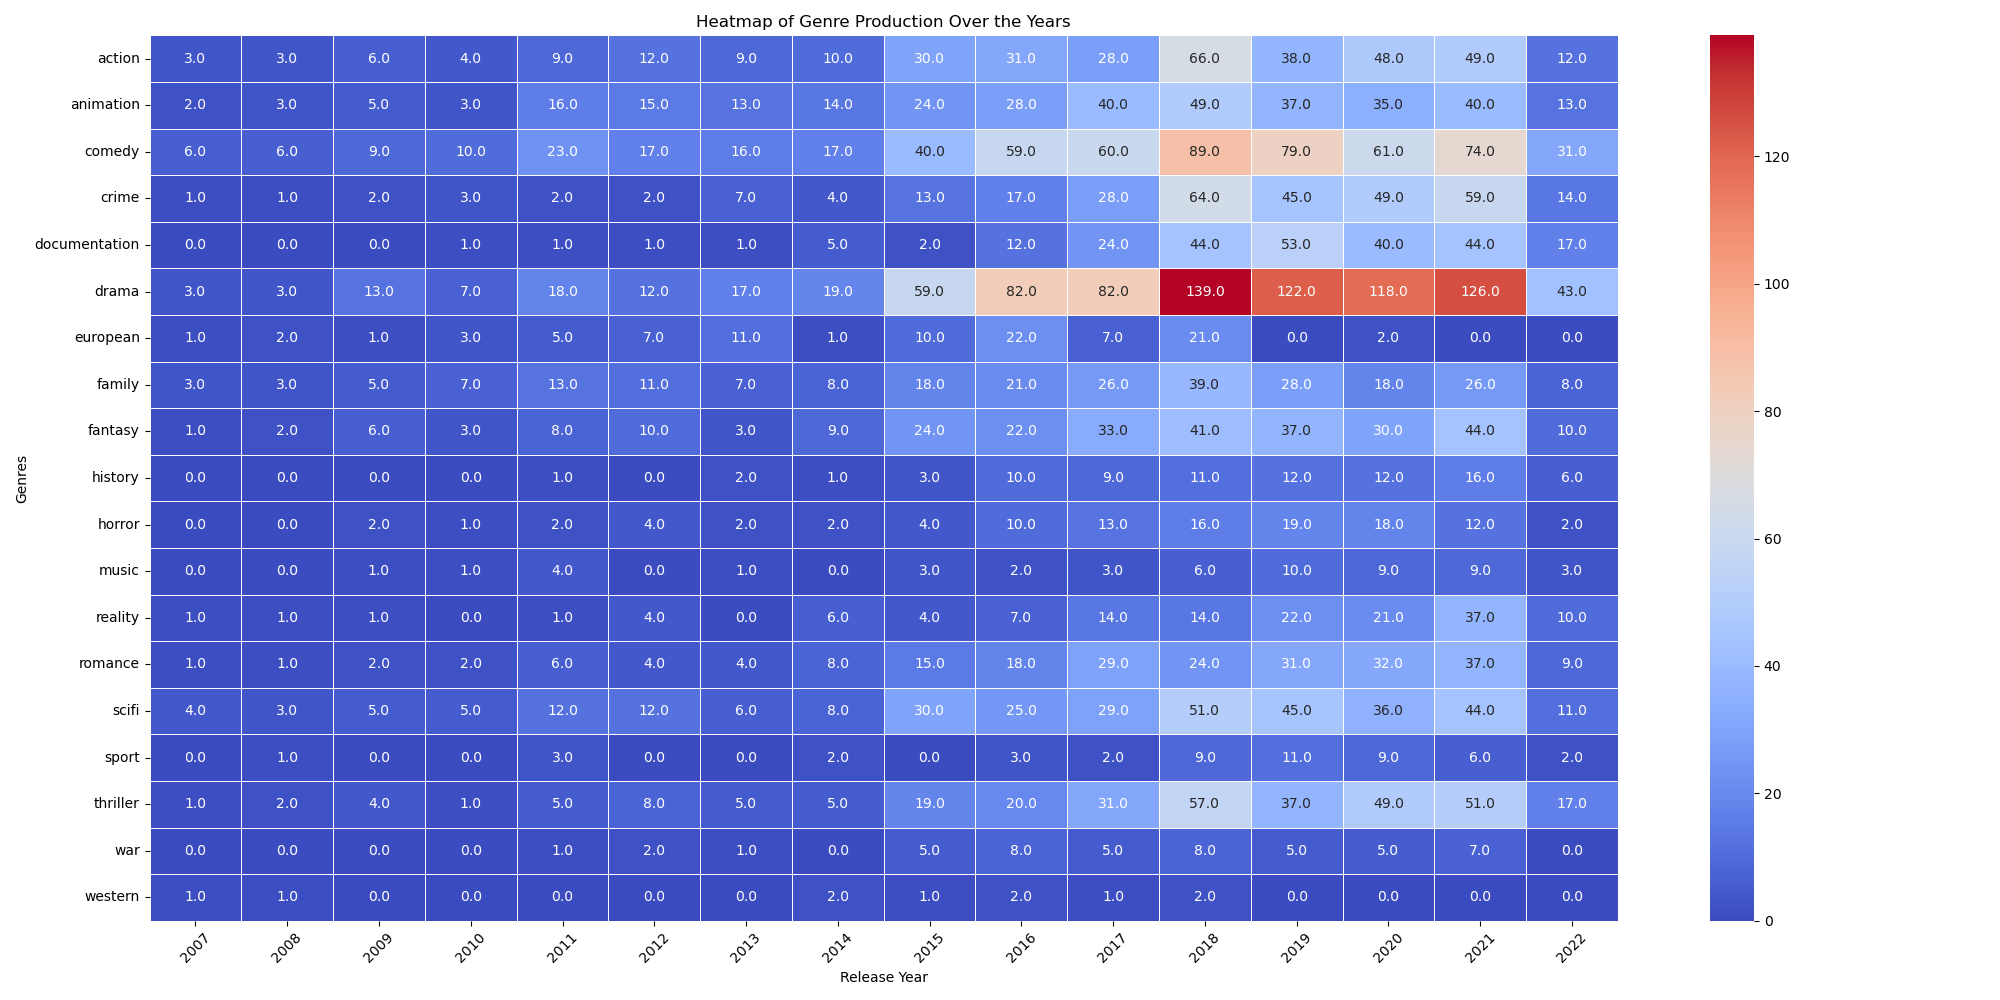 Heatmap of Genre Production Over the Years
action 3.0 3.0 6.0 4.0 9.0 12.0 9.0 10.0 30.0 31.0 28.0 66.0 38.0 48.0 49.0 12.0
animation 2.0 3.0 5.0 3.0 16.0 15.0 13.0 14.0 24.0 28.0 40.0 49.0 37.0 35.0 40.0 13.0
comedy 6.0 6.0 9.0 10.0 23.0 17.0 16.0 17.0 40.0 59.0 60.0 89.0 79.0 61.0 74.0 31.0
crime 1.0 1.0 2.0 3.0 2.0 2.0 7.0 4.0 13.0 17.0 28.0 64.0 45.0 49.0 59.0 14.0
documentation 0.0 0.0 0.0 1.0 1.0 1.0 1.0 5.0 2.0 12.0 24.0 44.0 53.0 40.0 44.0 17.0
drama 3.0 3.0 13.0 7.0 18.0 12.0 17.0 19.0 59.0 82.0 82.0 139.0 122.0 118.0 126.0 43.0
european 1.0 2.0 1.0 3.0 5.0 7.0 11.0 1.0 10.0 22.0 7.0 21.0 0.0 2.0 0.0 0.0
family 3.0 3.0 5.0 7.0 13.0 11.0 7.0 8.0 18.0 21.0 26.0 39.0 28.0 18.0 26.0 8.0
fantasy 1.0 2.0 6.0 3.0 8.0 10.0 3.0 9.0 24.0 22.0 33.0 41.0 37.0 30.0 44.0 10.0
history 0.0 0.0 0.0 0.0 1.0 0.0 2.0 1.0 3.0 10.0 9.0 11.0 12.0 12.0 16.0 6.0
horror 0.0 0.0 2.0 1.0 2.0 4.0 2.0 2.0 4.0 10.0 13.0 16.0 19.0 18.0 12.0 2.0
music 0.0 0.0 1.0 1.0 4.0 0.0 1.0 0.0 3.0 2.0 3.0 6.0 10.0 9.0 9.0 3.0
reality 1.0 1.0 1.0 0.0 1.0 4.0 0.0 6.0 4.0 7.0 14.0 14.0 22.0 21.0 37.0 10.0
romance 1.0 1.0 2.0 2.0 6.0 4.0 4.0 8.0 15.0 18.0 29.0 24.0 31.0 32.0 37.0 9.0
scifi 4.0 3.0 5.0 5.0 12.0 12.0 6.0 8.0 30.0 25.0 29.0 51.0 45.0 36.0 44.0 11.0
sport 0.0 1.0 0.0 0.0 3.0 0.0 0.0 2.0 0.0 3.0 2.0 9.0 11.0 9.0 6.0 2.0
thriller 1.0 2.0 4.0 1.0 5.0 8.0 5.0 5.0 19.0 20.0 31.0 57.0 37.0 49.0 51.0 17.0
war 0.0 0.0 0.0 0.0 1.0 2.0 1.0 0.0 5.0 8.0 5.0 8.0 5.0 5.0 7.0 0.0
western 1.0 1.0 0.0 0.0 0.0 0.0 0.0 2.0 1.0 2.0 1.0 2.0 0.0 0.0 0.0 0.0
2007 2008 2009 2010 2011 2012 2013 2014 2015 2016 2017 2018 2019 2020 2021 2022
Release Year
Genres
120
100
80
60
40
20
0